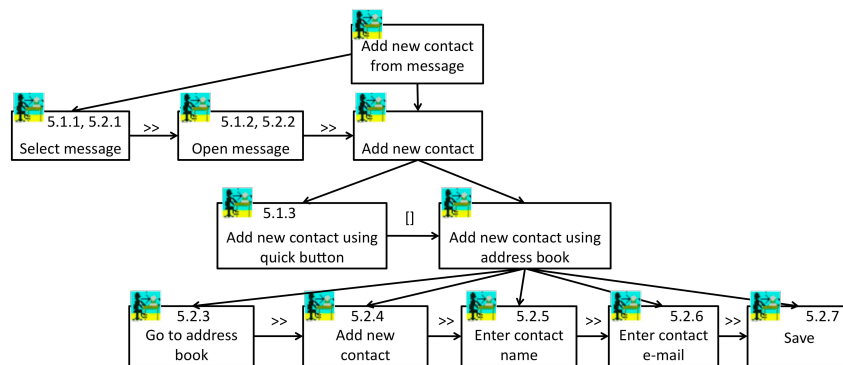 Add new contact
from message
5.1.1, 5.2.1
Select message
>>
5.1.2, 5.2.2
Open message
>>
Add new contact
5.1.3
Add new contact using
quick button
[]
Add new contact using
address book
5.2.3
Go to address
book
>>
5.2.4
Add new
contact
>>
5.2.5
Enter contact
name
>>
5.2.6
Enter contact
e-mail
>>
5.2.7
Save